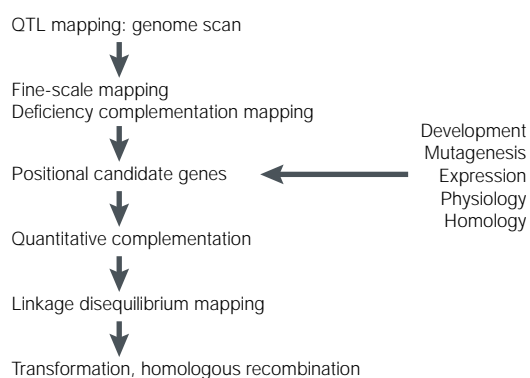 QTL mapping: genome scan
Fine-scale mapping
Deficiency complementation mapping
Positional candidate genes
Development
Mutagenesis
Expression
Physiology
Homology
Quantitative complementation
Linkage disequilibrium mapping
Transformation, homologous recombination